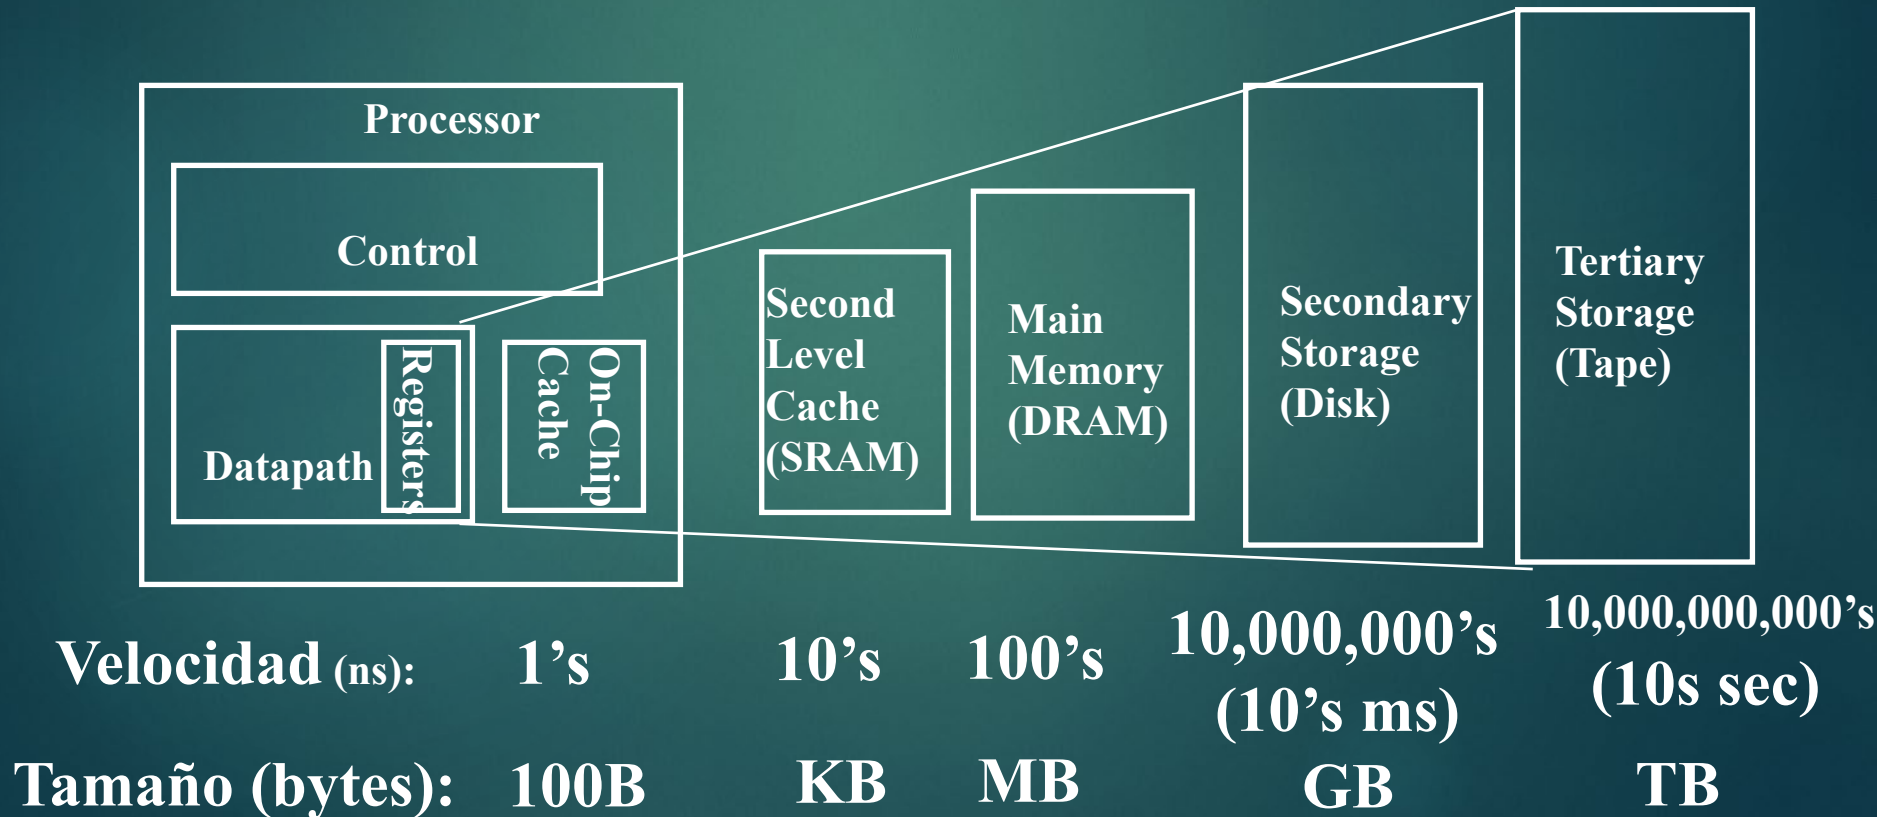 Processor
Control
Datapath
Registers
On-Chip
Cache
Second
Level
Cache
(SRAM)
Main
Memory
(DRAM)
Secondary
Storage
(Disk)
Tertiary
Storage
(Tape)
Velocidad (ns): 1’s 10’s 100’s 10,000,000’s 10,000,000,000’s
(10’s ms) (10s sec)
Tamaño (bytes): 100B KB MB GB TB